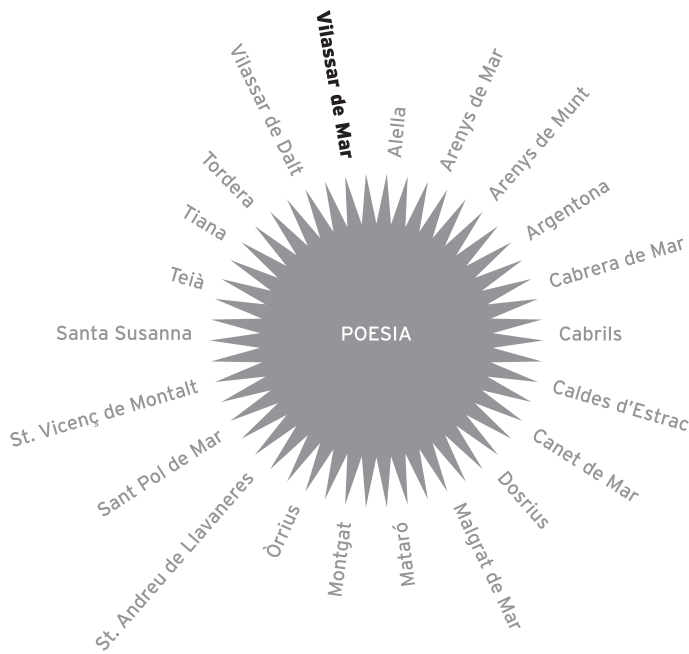 Vilassar de Mar
Alella
Arenys de Mar
Arenys de Munt
Argentona
Cabrera de Mar
Cabrils
Caldes d'Estrac
Canet de Mar
Dosrius
Malgrat de Mar
Mataró
Montgat
Òrrius
St. Andreu de Llavaneres
Sant Pol de Mar
St. Vicenç de Montalt
Santa Susanna
Teià
Tiana
Tordera
Vilassar de Dalt
POESIA